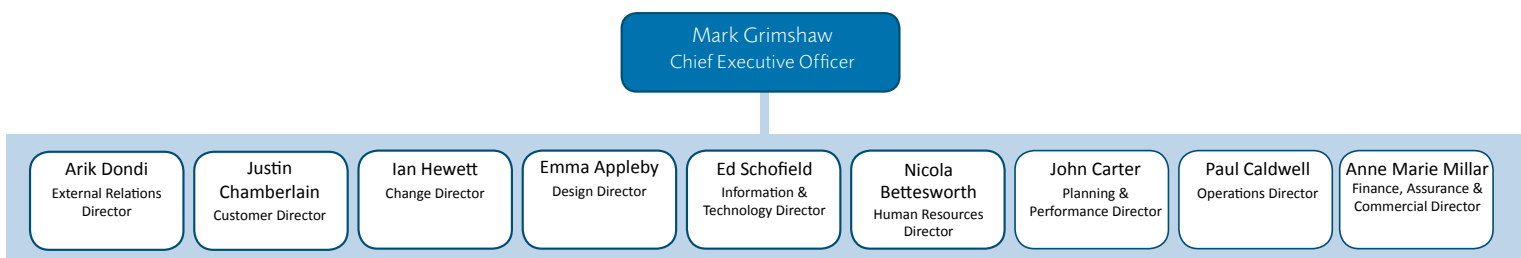 Mark Grimshaw
Chief Executive Officer
Arik Dondi
External Relations
Director
Justin
Chamberlain
Customer Director
Ian Hewett
Change Director
Emma Appleby
Design Director
Ed Schofield
Information &
Technology Director
Nicola
Bettesworth
Human Resources
Director
John Carter
Planning &
Performance Director
Paul Caldwell
Operations Director
Anne Marie Millar
Finance, Assurance &
Commercial Director